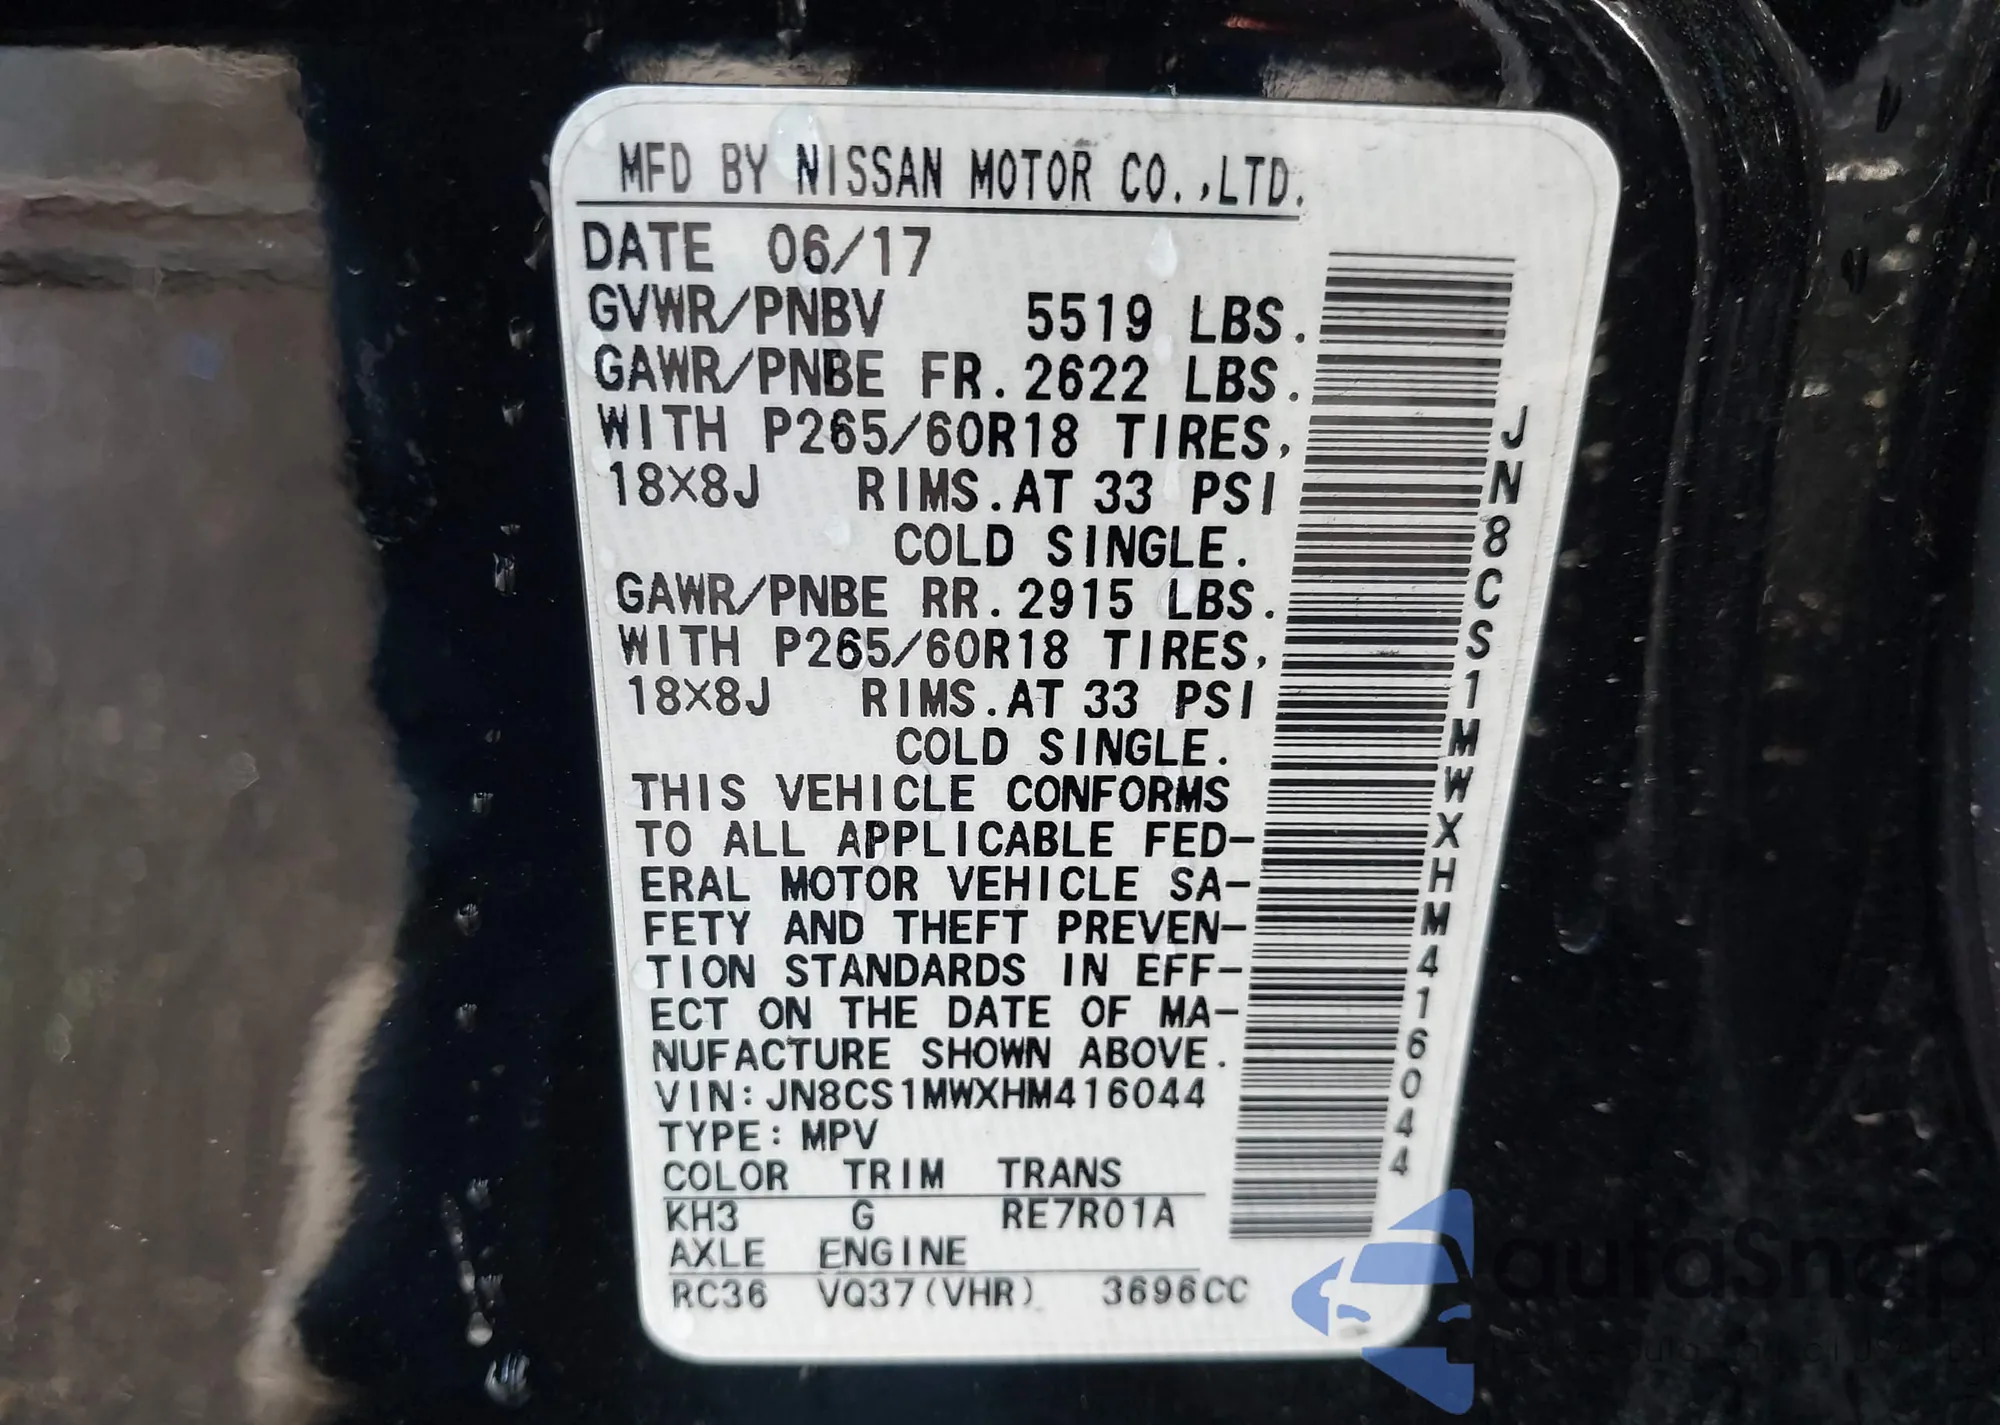 MFD BY NISSAN MOTOR CO.,LTD.
DATE 06/17
GVWR/PNBV 5519 LBS.
GAWR/PNBE FR.2622 LBS.
WITH P265/60R18 TIRES,
18×8J RIMS.AT 33 PSI
COLD SINGLE.
GAWR/PNBE RR.2915 LBS.
WITH P265/60R18 TIRES,
18×8J RIMS.AT 33 PSI
COLD SINGLE.
THIS VEHICLE CONFORMS
TO ALL APPLICABLE FED-
ERAL MOTOR VEHICLE SA-
FETY AND THEFT PREVEN-
TION STANDARDS IN EFF-
ECT ON THE DATE OF MA-
NUFACTURE SHOWN ABOVE.
VIN:JN8CS1MWXHM416044
TYPE:MPV
COLOR TRIM TRANS
KH3 G RE7R01A
AXLE ENGINE
RC36 VQ37(VHR) 3696CC
JN8CS1MWXHM416044
autaSnap